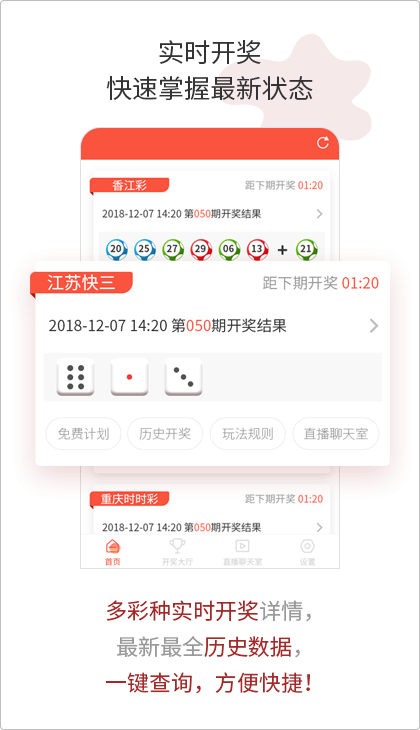 实时开奖
快速掌握最新状态
香江彩
距下期开奖 01:20
2018-12-07 14:20 第050期开奖结果
20 25 27 29 06 13 + 21
江苏快三
距下期开奖 01:20
2018-12-07 14:20 第050期开奖结果
免费计划 历史开奖 玩法规则 直播聊天室
重庆时时彩
距下期开奖 01:20
2018-12-07 14:20 第050期开奖结果
首页 开奖大厅 直播聊天室 设置
多彩种实时开奖详情，
最新最全历史数据，
一键查询，方便快捷！